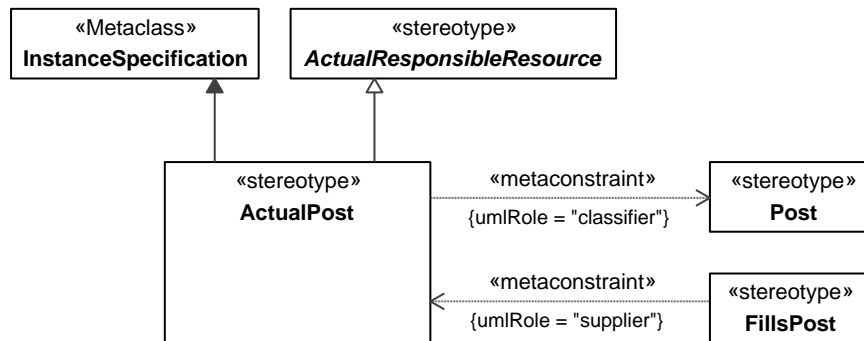 «Metaclass»
InstanceSpecification
«stereotype»
ActualResponsibleResource
«stereotype»
ActualPost
«metaconstraint»
{umlRole = "classifier"}
«stereotype»
Post
«metaconstraint»
{umlRole = "supplier"}
«stereotype»
FillsPost